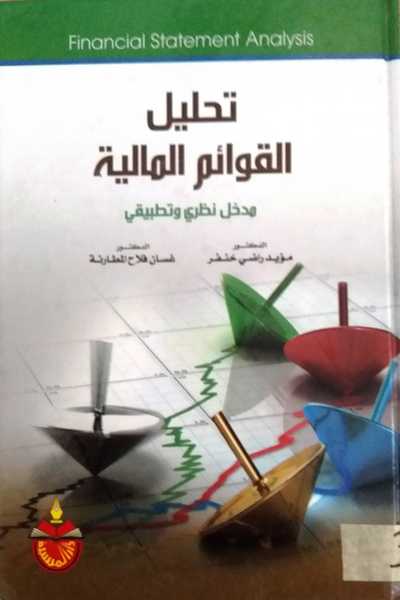 Financial Statement Analysis
تحليل
القوائم المالية
مدخل نظري وتطبيقي
الدكتور
مؤيد راضي خنفر
الدكتور
غسان فلاح المطارنة